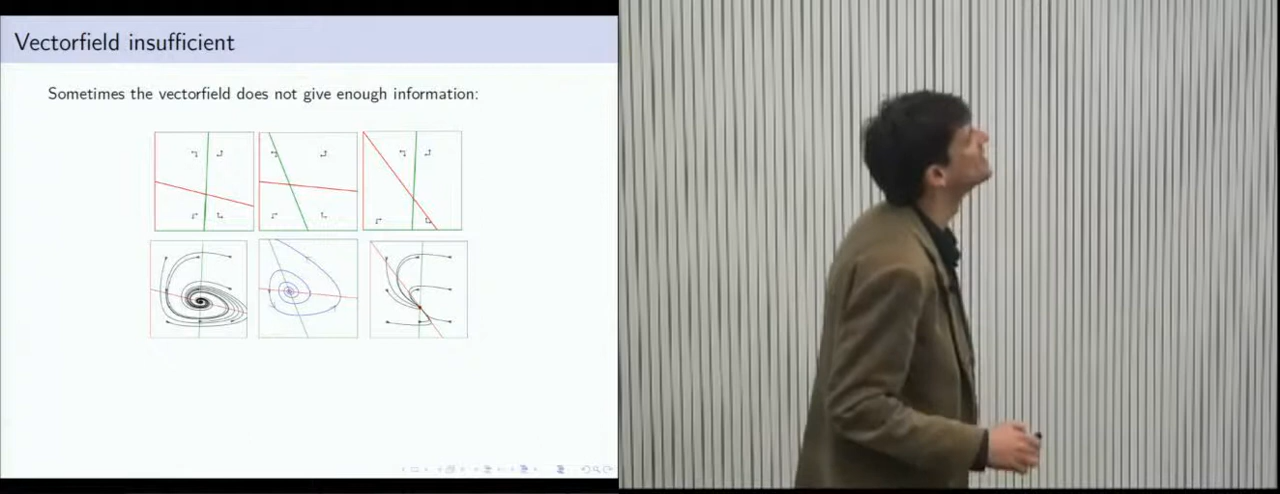 Vectorfield insufficient
Sometimes the vectorfield does not give enough information: